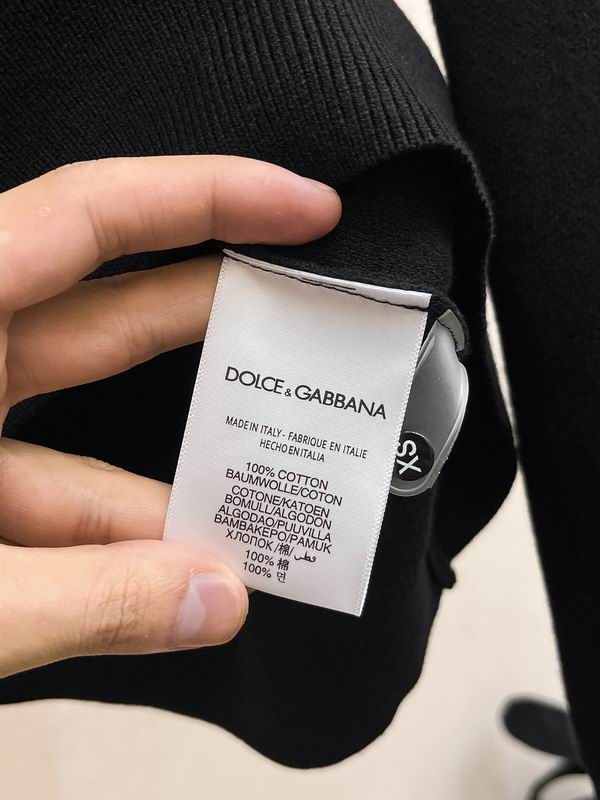 DOLCE & GABBANA
MADE IN ITALY - FABRIQUE EN ITALIE
HECHO EN ITALIA
100% COTTON
BAUMWOLLE/COTON
COTONE/KATOEN
BOMULL/ALGODON
ALGODAO/PUUVILLA
BAMBAKEPO/PAMUK
ХЛОПОК/棉/قطن
100% 棉
100% 면
XS